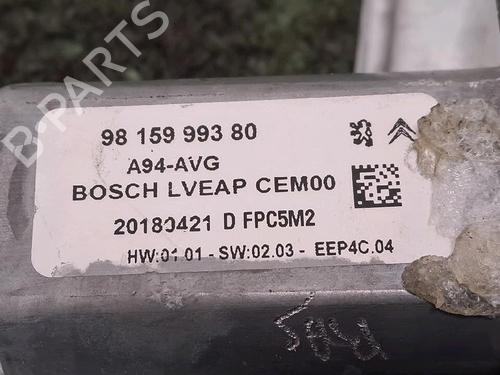 98 159 993 80
A94-AVG
BOSCH LVEAP CEM00
20180421 D FPC5M2
HW:01.01 - SW:02.03 - EEP4C.04